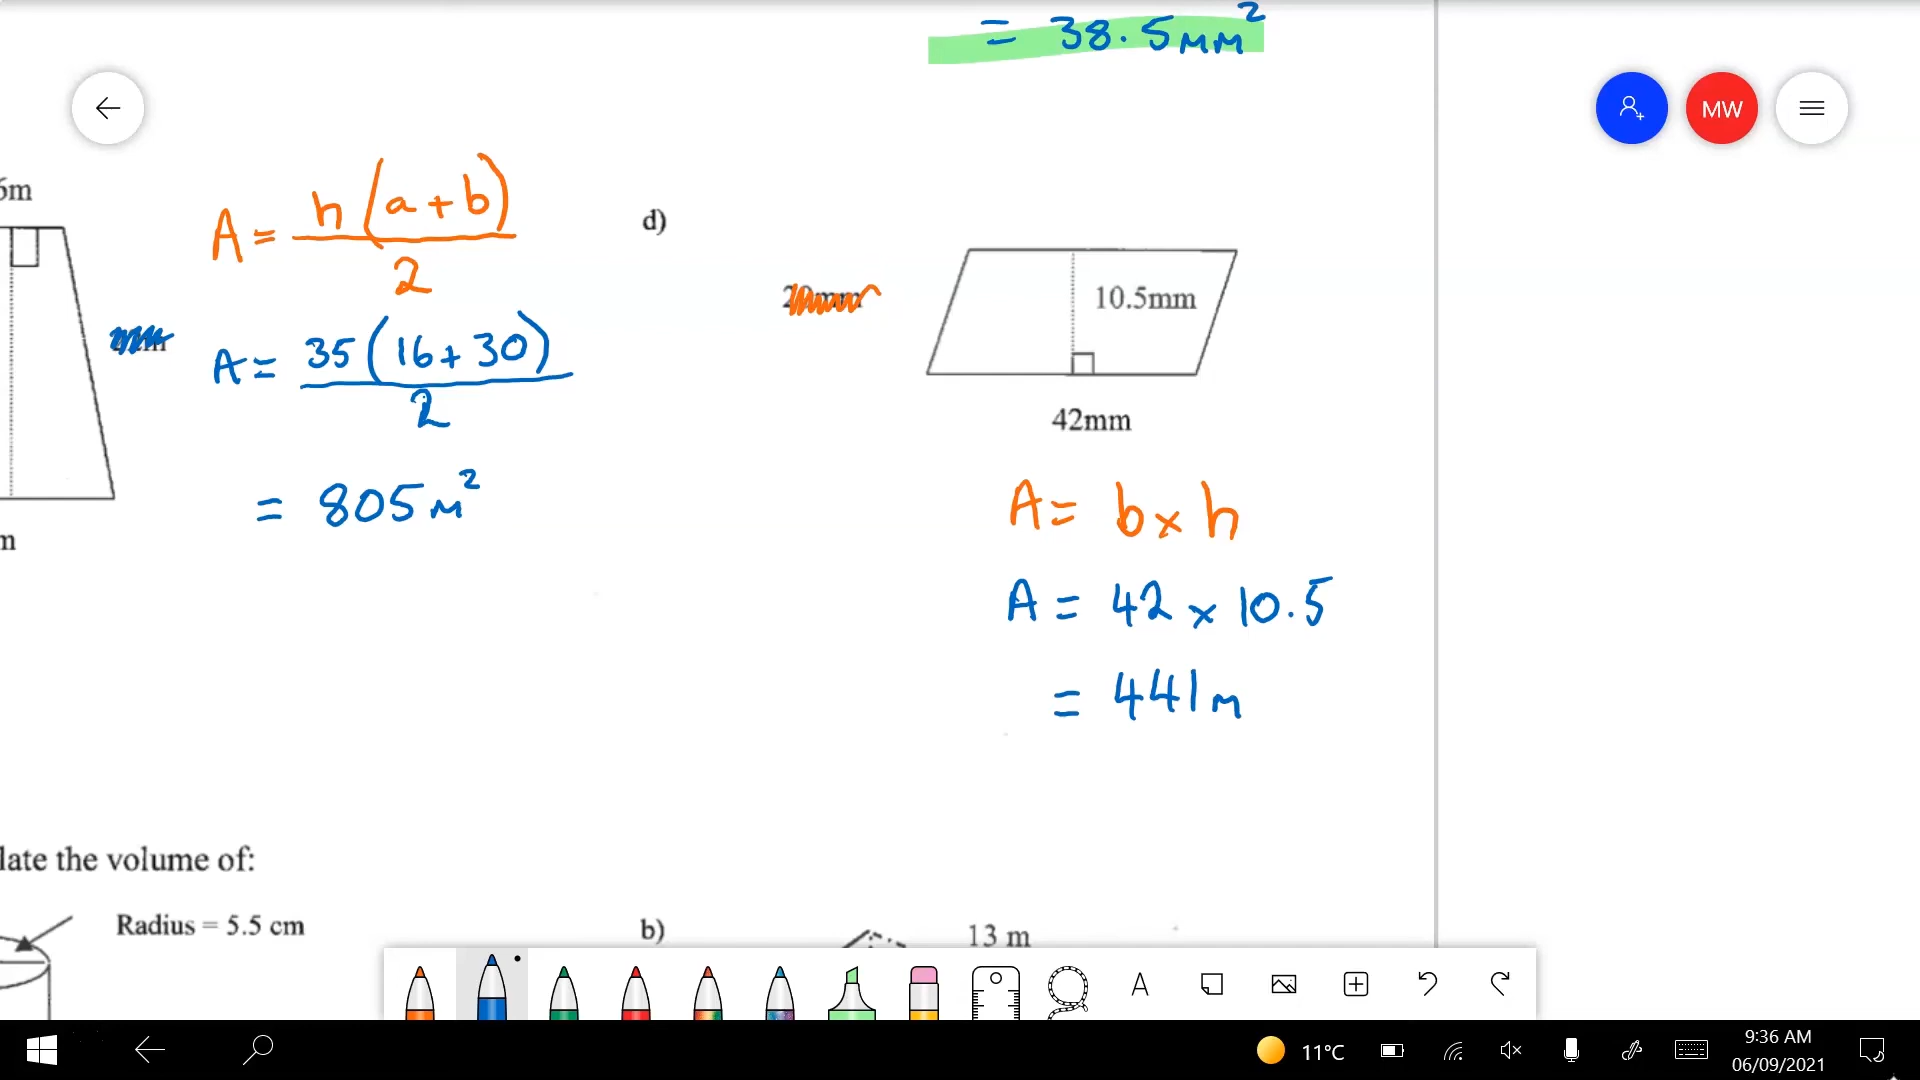 = 38.5mm²
MW
6m
A = h(a+b)
2
A = 35(16+30)
2
= 805m²
m
d)
10.5mm
42mm
A = b × h
A = 42 × 10.5
= 441m
late the volume of:
Radius = 5.5 cm
b)
13 m
A
11°C
9:36 AM
06/09/2021